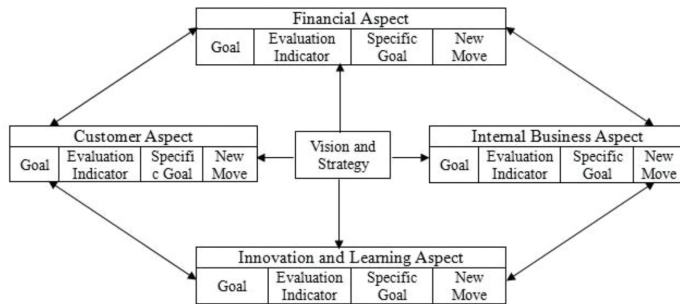 Financial Aspect
Goal
Evaluation
Indicator
Specific
Goal
New
Move
Customer Aspect
Goal
Evaluation
Indicator
Specifi
c Goal
New
Move
Vision and
Strategy
Internal Business Aspect
Goal
Evaluation
Indicator
Specific
Goal
New
Move
Innovation and Learning Aspect
Goal
Evaluation
Indicator
Specific
Goal
New
Move